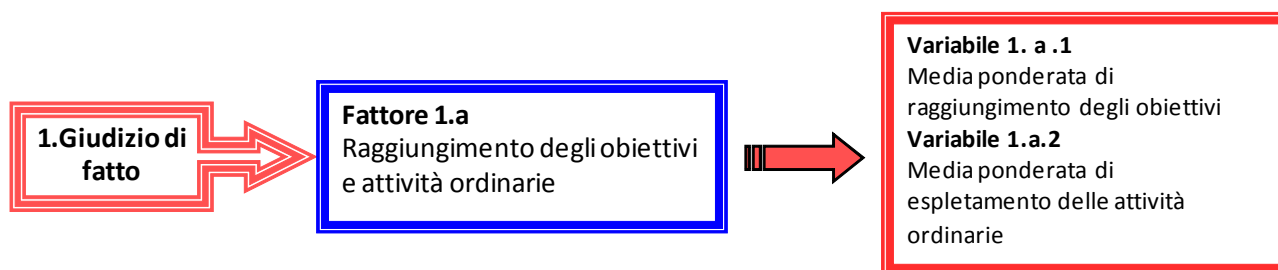 1.Giudizio di
fatto
Fattore 1.a
Raggiungimento degli obiettivi
e attività ordinarie
Variabile 1. a .1
Media ponderata di
raggiungimento degli obiettivi
Variabile 1.a.2
Media ponderata di
espletamento delle attività
ordinarie